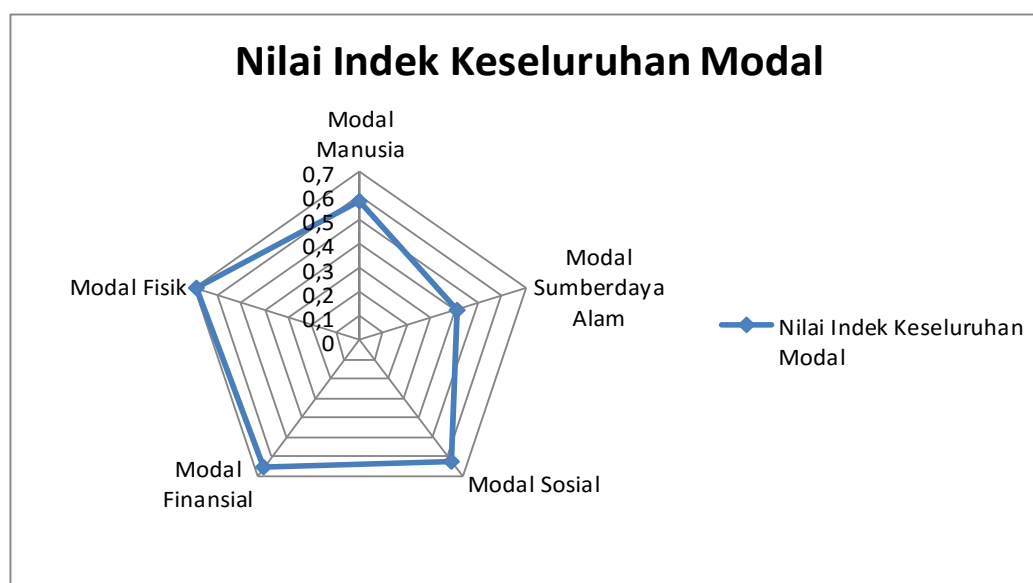 Nilai Indek Keseluruhan Modal
Modal
Manusia
0,7
0,6
0,5
0,4
0,3
0,2
0,1
0
Modal
Sumberdaya
Alam
Modal Fisik
Nilai Indek Keseluruhan
Modal
Modal
Finansial
Modal Sosial